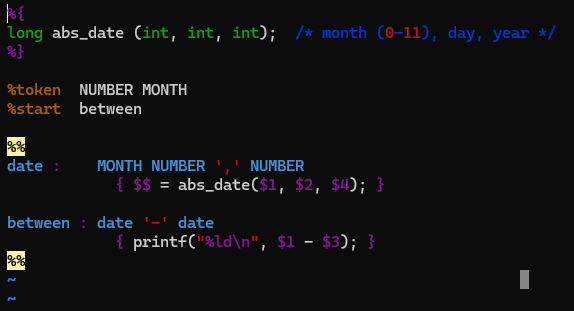 %{
long abs_date (int, int, int);  /* month (0-11), day, year */
%}
%token  NUMBER MONTH
%start  between
%%
date :    MONTH NUMBER ',' NUMBER
            { $$ = abs_date($1, $2, $4); }
between : date '-' date
            { printf("%ld\n", $1 - $3); }
%%
~
~